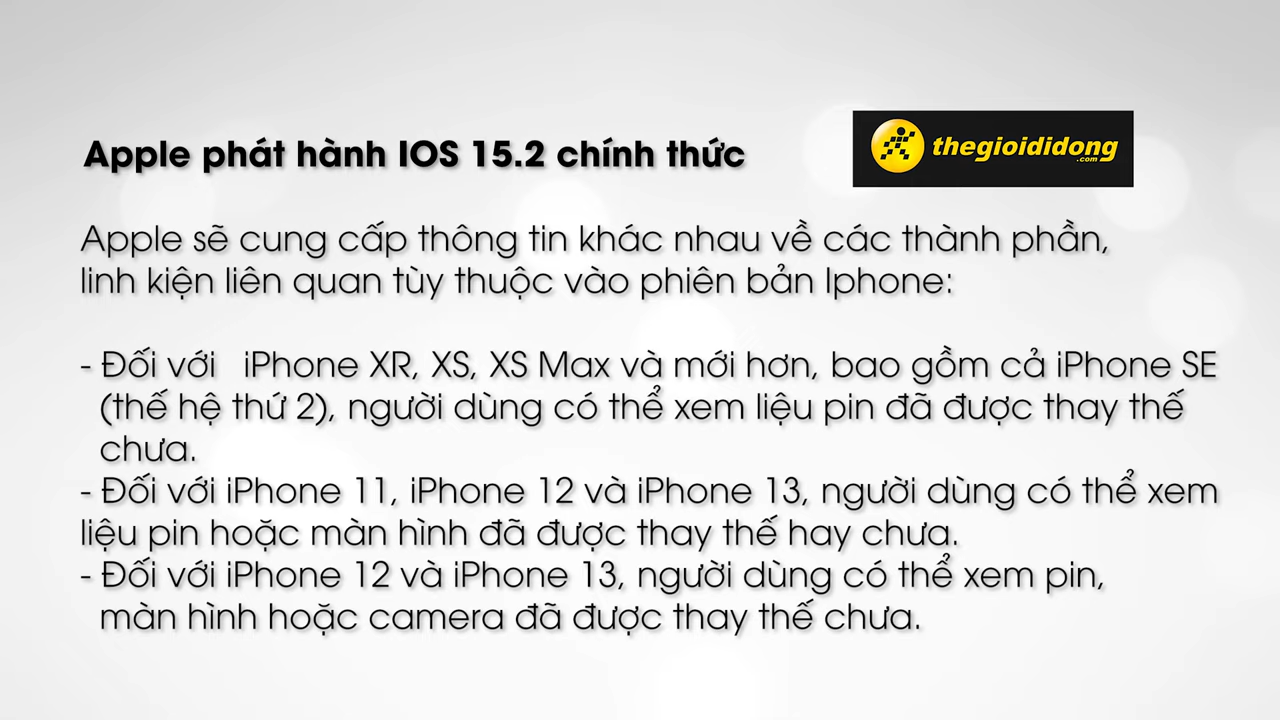 Apple phát hành IOS 15.2 chính thức
thegioididong
.com
Apple sẽ cung cấp thông tin khác nhau về các thành phần,
linh kiện liên quan tùy thuộc vào phiên bản Iphone:
- Đối với iPhone XR, XS, XS Max và mới hơn, bao gồm cả iPhone SE
(thế hệ thứ 2), người dùng có thể xem liệu pin đã được thay thế
chưa.
- Đối với iPhone 11, iPhone 12 và iPhone 13, người dùng có thể xem
liệu pin hoặc màn hình đã được thay thế hay chưa.
- Đối với iPhone 12 và iPhone 13, người dùng có thể xem pin,
màn hình hoặc camera đã được thay thế chưa.